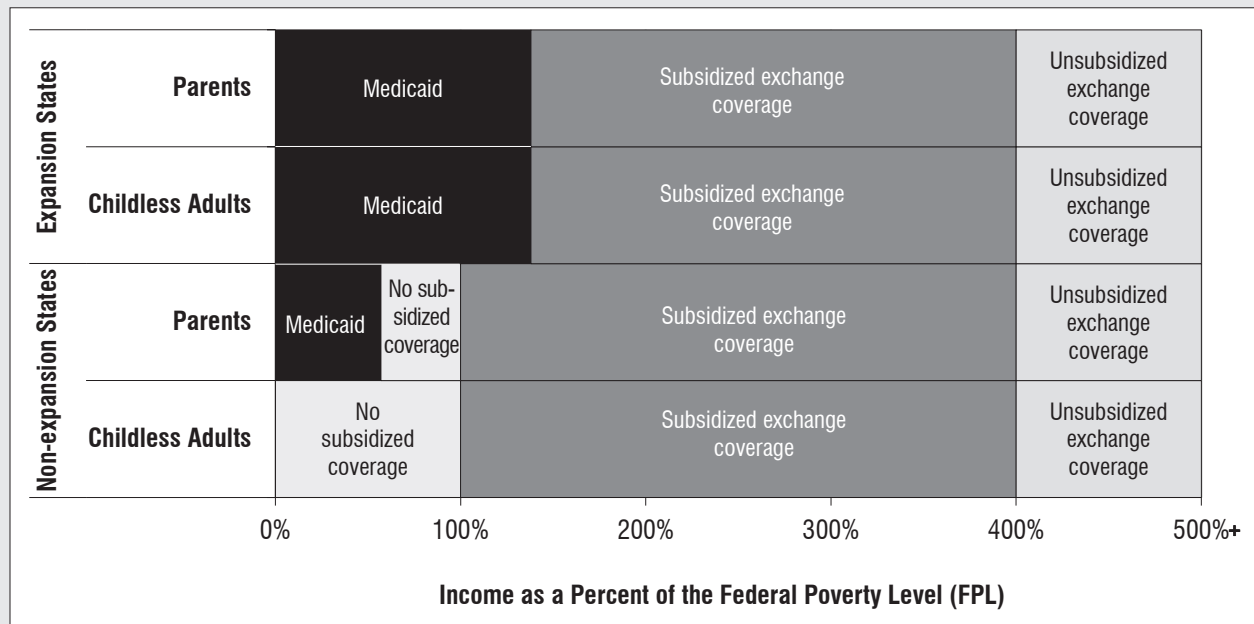 Expansion States
Parents
Medicaid
Subsidized exchange
coverage
Unsubsidized
exchange
coverage
Childless Adults
Medicaid
Subsidized exchange
coverage
Unsubsidized
exchange
coverage
Non-expansion States
Parents
Medicaid
No sub-
sidized
coverage
Subsidized exchange
coverage
Unsubsidized
exchange
coverage
Childless Adults
No
subsidized
coverage
Subsidized exchange
coverage
Unsubsidized
exchange
coverage
0% 100% 200% 300% 400% 500%+
Income as a Percent of the Federal Poverty Level (FPL)